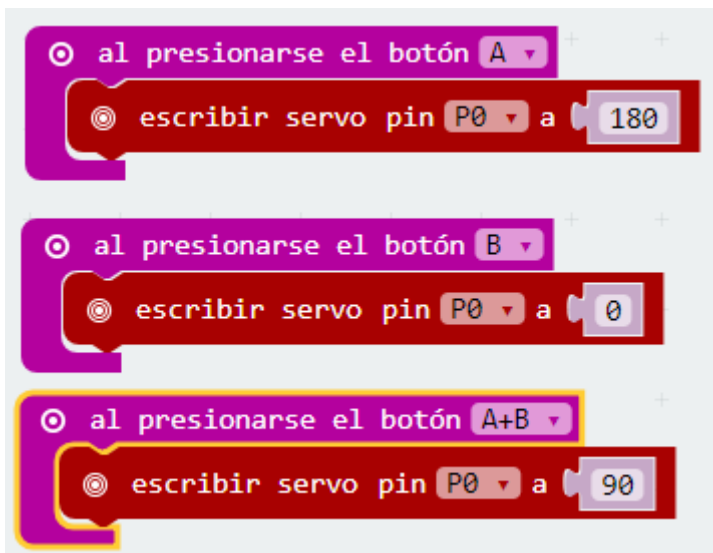 al presionarse el botón A
escribir servo pin P0 a 180
al presionarse el botón B
escribir servo pin P0 a 0
al presionarse el botón A+B
escribir servo pin P0 a 90